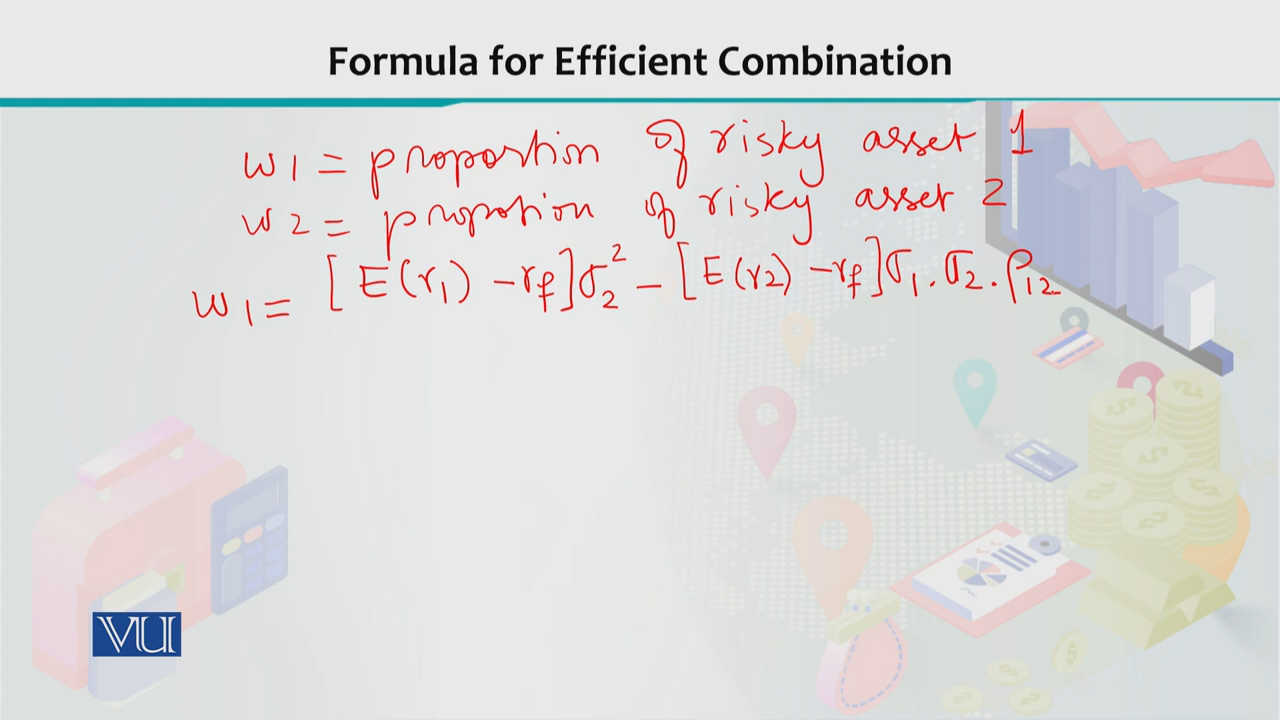 Formula for Efficient Combination
w1 = proportion of risky asset 1
w2 = propotion of risky asset 2
w1 = [E(r₁) - rf]σ₂² - [E(r2) - rf]σ₁.σ₂.ρ₁₂
VU